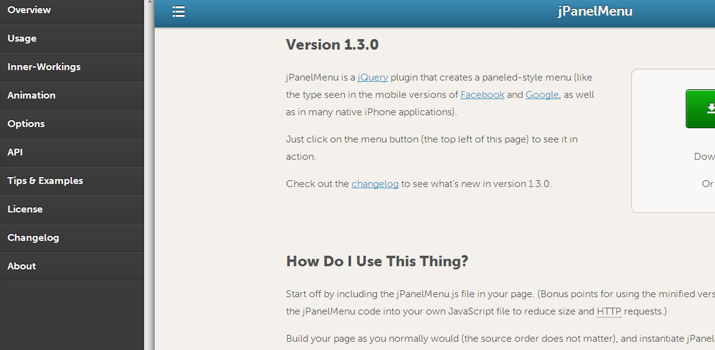 Overview
Usage
Inner-Workings
Animation
Options
API
Tips & Examples
License
Changelog
About
jPanelMenu
Version 1.3.0
jPanelMenu is a jQuery plugin that creates a paneled-style menu (like
the type seen in the mobile versions of Facebook and Google, as well
as in many native iPhone applications).
Just click on the menu button (the top left of this page) to see it in
action.
Check out the changelog to see what's new in version 1.3.0.
Dow
Or
How Do I Use This Thing?
Start off by including the jPanelMenu.js file in your page. (Bonus points for using the minified vers
the jPanelMenu code into your own JavaScript file to reduce size and HTTP requests.)
Build your page as you normally would (the source order does not matter), and instantiate jPanel